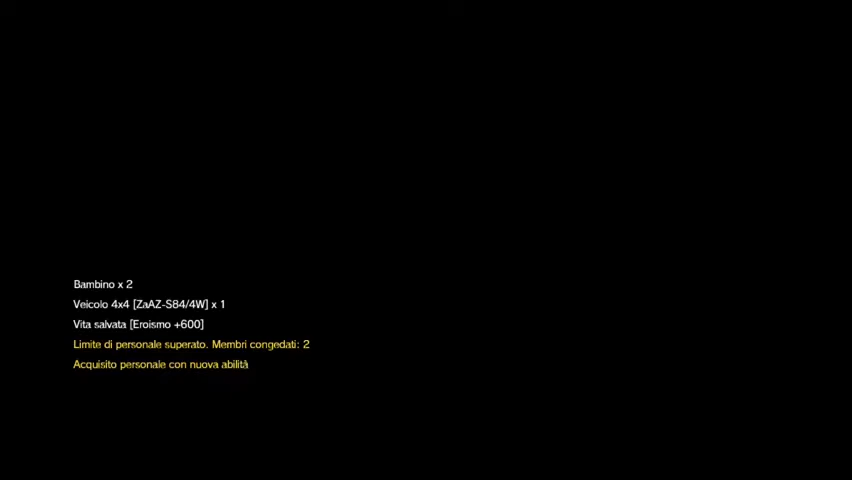 Bambino x 2
Veicolo 4x4 [ZaAZ-S84/4W] x 1
Vita salvata [Eroismo +600]
Limite di personale superato. Membri congedati: 2
Acquisito personale con nuova abilità